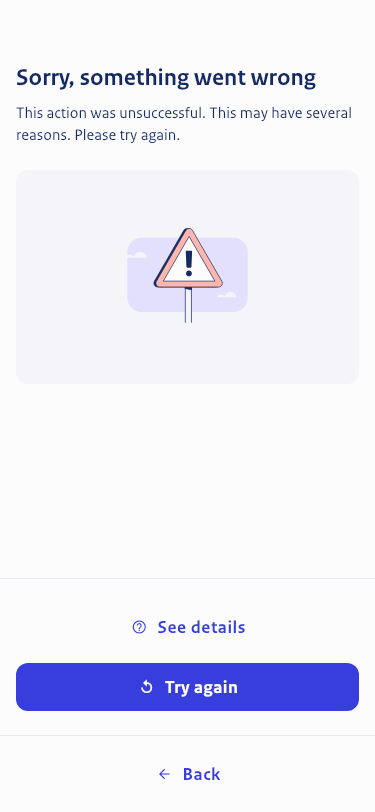 Sorry, something went wrong
This action was unsuccessful. This may have several
reasons. Please try again.
See details
Try again
Back